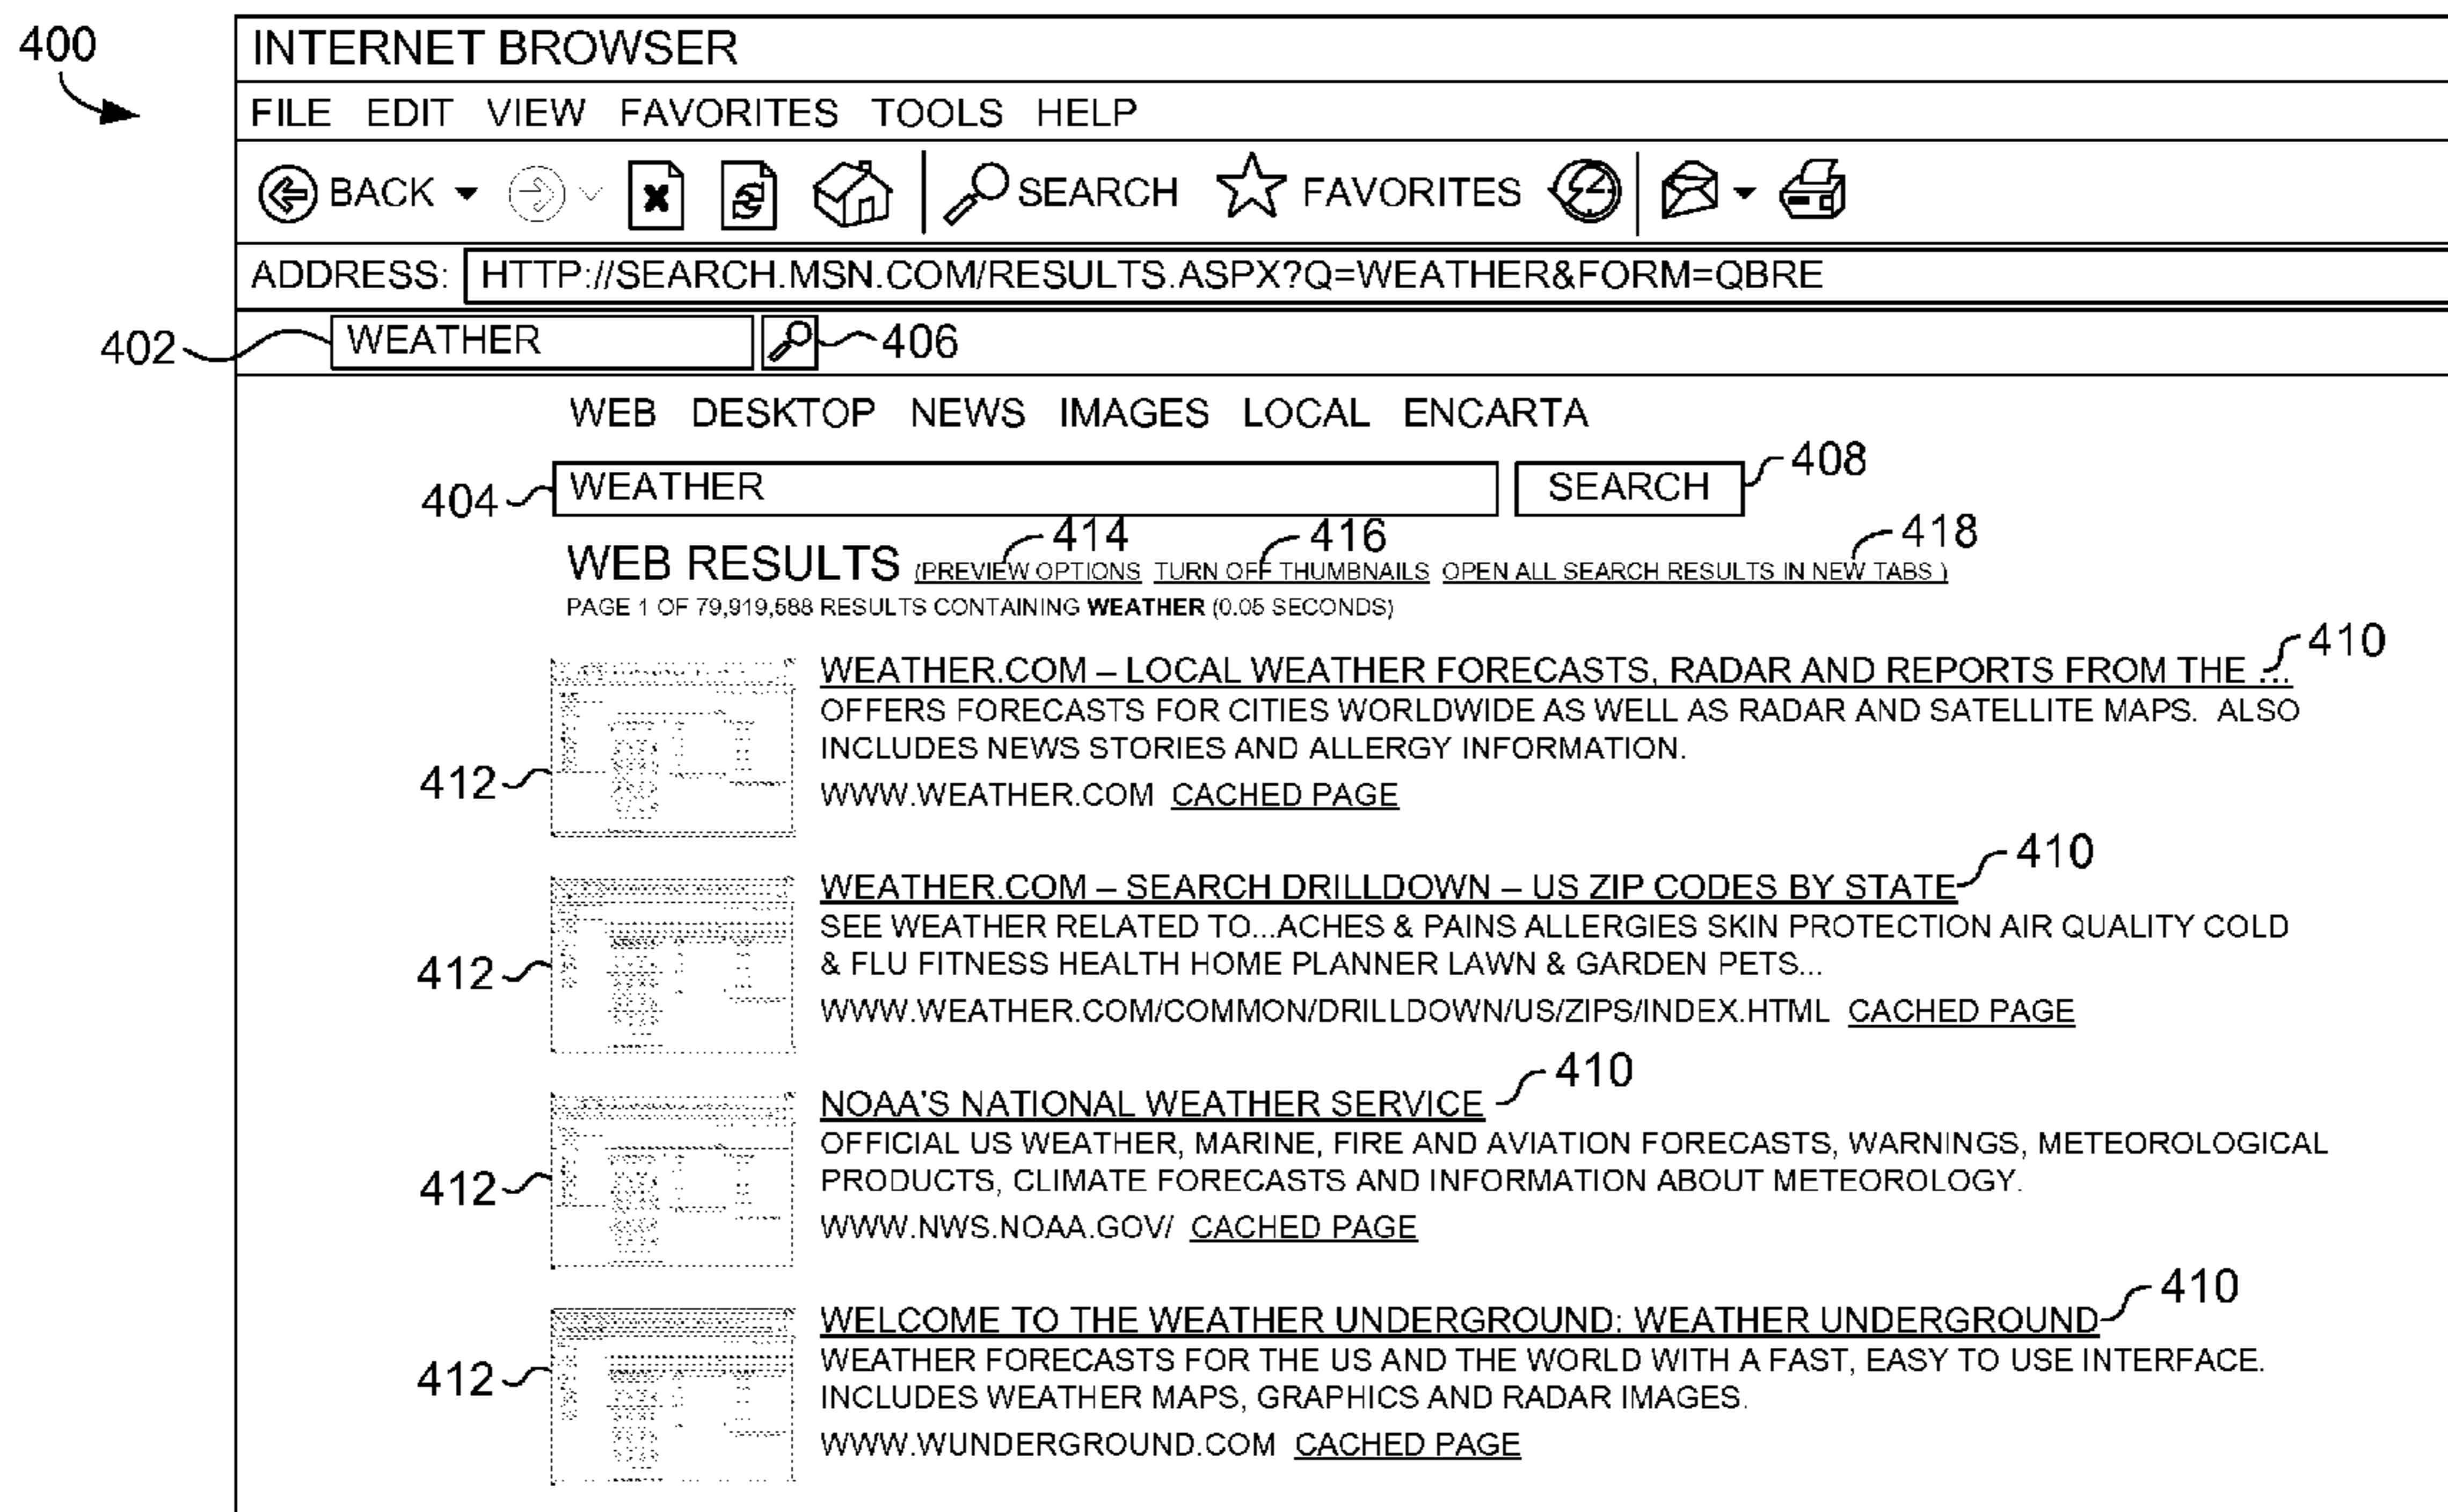 400
INTERNET BROWSER
FILE EDIT VIEW FAVORITES TOOLS HELP
BACK SEARCH FAVORITES
ADDRESS: HTTP://SEARCH.MSN.COM/RESULTS.ASPX?Q=WEATHER&FORM=QBRE
402 WEATHER 406
WEB DESKTOP NEWS IMAGES LOCAL ENCARTA
404 WEATHER SEARCH 408
414 416 418
WEB RESULTS (PREVIEW OPTIONS TURN OFF THUMBNAILS OPEN ALL SEARCH RESULTS IN NEW TABS )
PAGE 1 OF 79,919,588 RESULTS CONTAINING WEATHER (0.05 SECONDS)
WEATHER.COM – LOCAL WEATHER FORECASTS, RADAR AND REPORTS FROM THE ... 410
OFFERS FORECASTS FOR CITIES WORLDWIDE AS WELL AS RADAR AND SATELLITE MAPS. ALSO
INCLUDES NEWS STORIES AND ALLERGY INFORMATION.
412 WWW.WEATHER.COM CACHED PAGE
410
WEATHER.COM – SEARCH DRILLDOWN – US ZIP CODES BY STATE
SEE WEATHER RELATED TO...ACHES & PAINS ALLERGIES SKIN PROTECTION AIR QUALITY COLD
412 & FLU FITNESS HEALTH HOME PLANNER LAWN & GARDEN PETS...
WWW.WEATHER.COM/COMMON/DRILLDOWN/US/ZIPS/INDEX.HTML CACHED PAGE
410
NOAA'S NATIONAL WEATHER SERVICE
OFFICIAL US WEATHER, MARINE, FIRE AND AVIATION FORECASTS, WARNINGS, METEOROLOGICAL
412 PRODUCTS, CLIMATE FORECASTS AND INFORMATION ABOUT METEOROLOGY.
WWW.NWS.NOAA.GOV/ CACHED PAGE
410
WELCOME TO THE WEATHER UNDERGROUND: WEATHER UNDERGROUND
WEATHER FORECASTS FOR THE US AND THE WORLD WITH A FAST, EASY TO USE INTERFACE.
412 INCLUDES WEATHER MAPS, GRAPHICS AND RADAR IMAGES.
WWW.WUNDERGROUND.COM CACHED PAGE